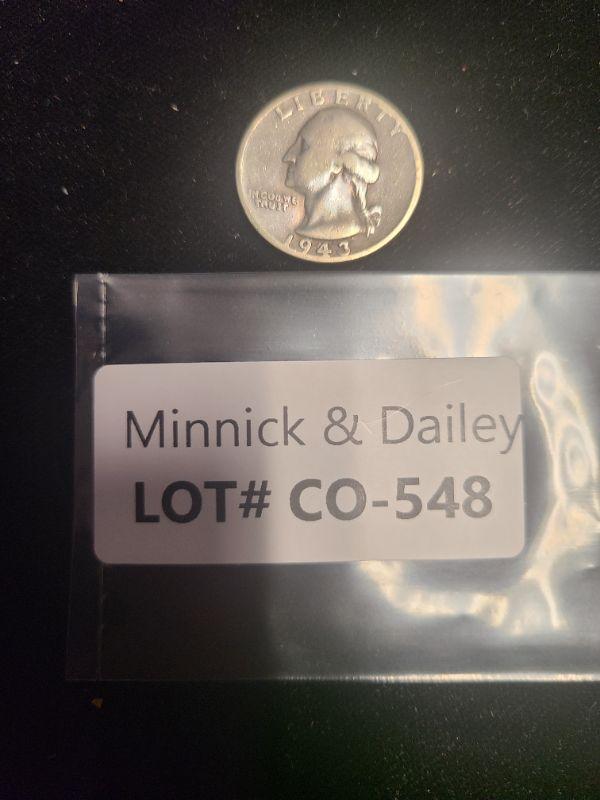 LIBERTY
IN GOD WE
TRUST
1943
Minnick & Dailey
LOT# CO-548